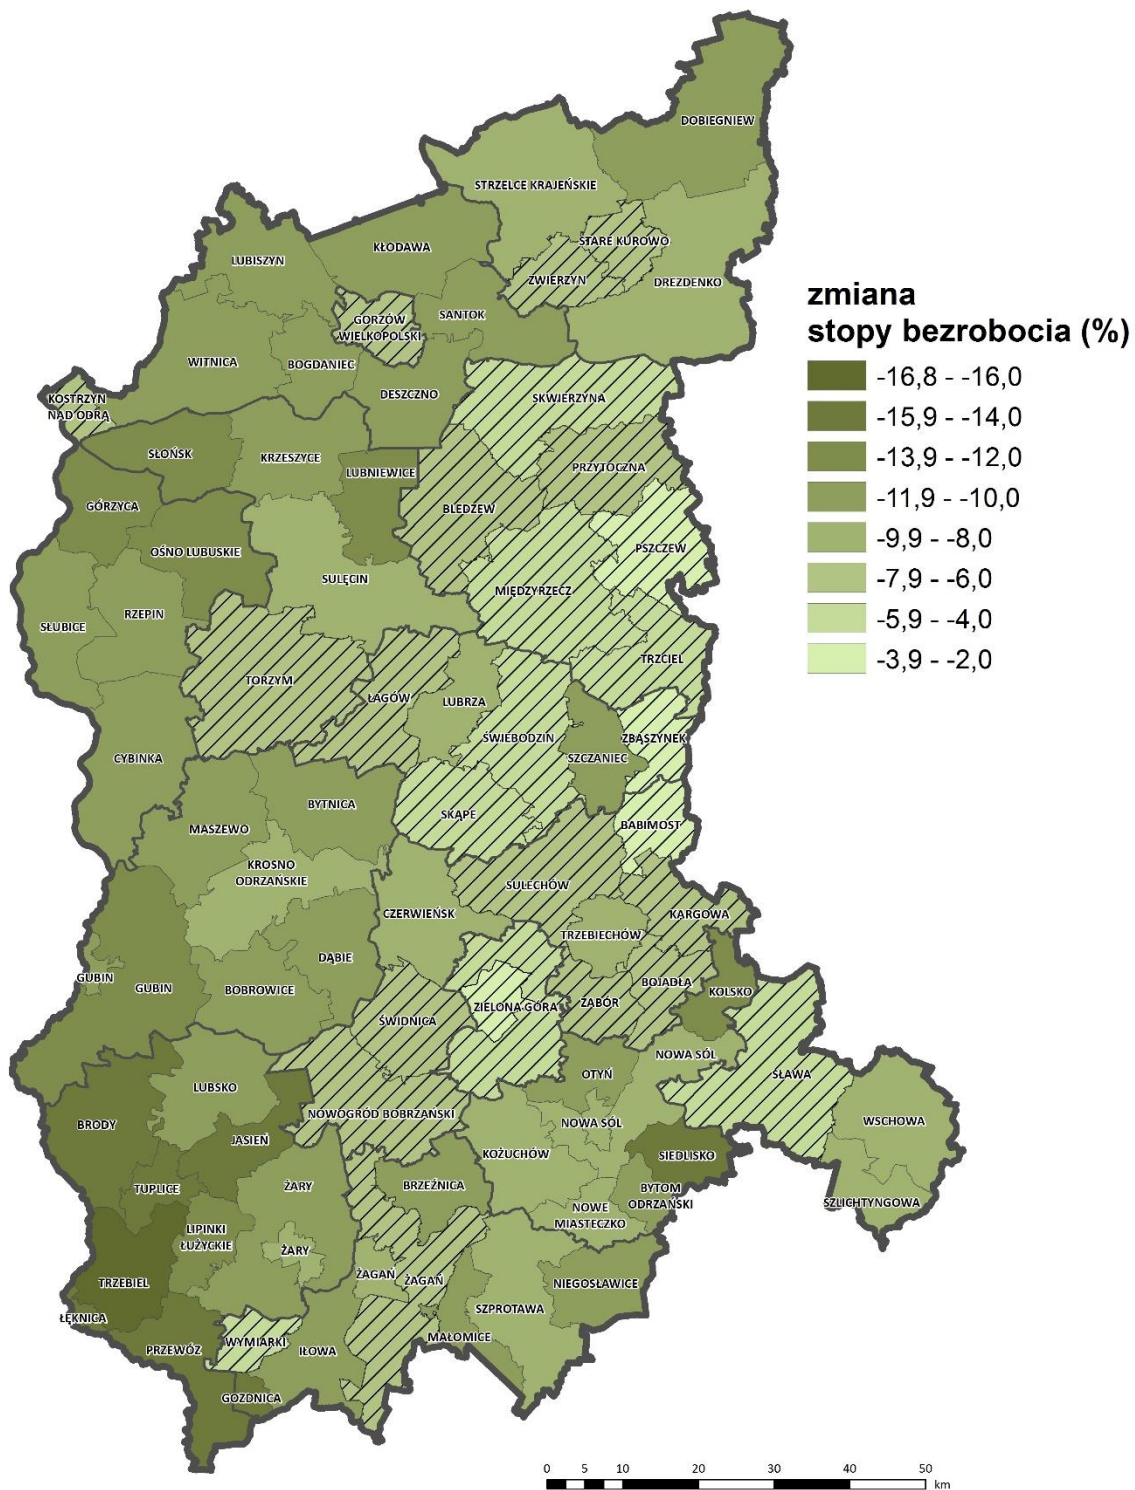 DOBIEGNIEW
STRZELCE KRAJEŃSKIE
STARE KUROWO
KŁODAWA
LUBISZYN
ZWIERZYN
DREZDENKO
zmiana
stopy bezrobocia (%)
-16,8 - -16,0
-15,9 - -14,0
-13,9 - -12,0
-11,9 - -10,0
-9,9 - -8,0
-7,9 - -6,0
-5,9 - -4,0
-3,9 - -2,0
SANTOK
GORZÓW
WIELKOPOLSKI
WITNICA
BOGDANIEC
DESZCZNO
KOSTRZYN
NAD ODRĄ
SKWIERZYNA
SŁOŃSK
KRZESZYCE
LUBNIEWICE
PRZYTOCZNA
GÓRZYCA
BLEDZEW
OŚNO LUBUSKIE
PSZCZEW
SULĘCIN
MIĘDZYRZECZ
RZEPIN
SŁUBICE
TRZCIEL
TORZYM
ŁAGÓW
LUBRZA
ŚWIEBODZIN
ZBĄSZYNEK
CYBINKA
SZCZANIEC
BYTNICA
SKĄPE
MASZEWO
BABIMOST
KROSNO
ODRZAŃSKIE
SULECHÓW
CZERWIEŃSK
KARGOWA
TRZEBIECHÓW
DĄBIE
GUBIN
GUBIN
BOBROWICE
BOJADŁA
KOLSKO
ZABÓR
ZIELONA GÓRA
ŚWIDNICA
NOWA SÓL
OTYŃ
SŁAWA
LUBSKO
NOWOGRÓD BOBRZAŃSKI
BRODY
NOWA SÓL
WSCHOWA
JASIEŃ
KOŻUCHÓW
SIEDLISKO
TUPLICE
ŻARY
BRZEŹNICA
BYTOM
ODRZAŃSKI
SZLICHTYNGOWA
NOWE
MIASTECZKO
LIPINKI
ŁUŻYCKIE
ŻARY
TRZEBIEL
ŻAGAŃ
ŻAGAŃ
NIEGOSŁAWICE
SZPROTAWA
ŁĘKNICA
MAŁOMICE
WYMIARKI
PRZEWÓZ
IŁOWA
GOZDNICA
0 5 10 20 30 40 50
km